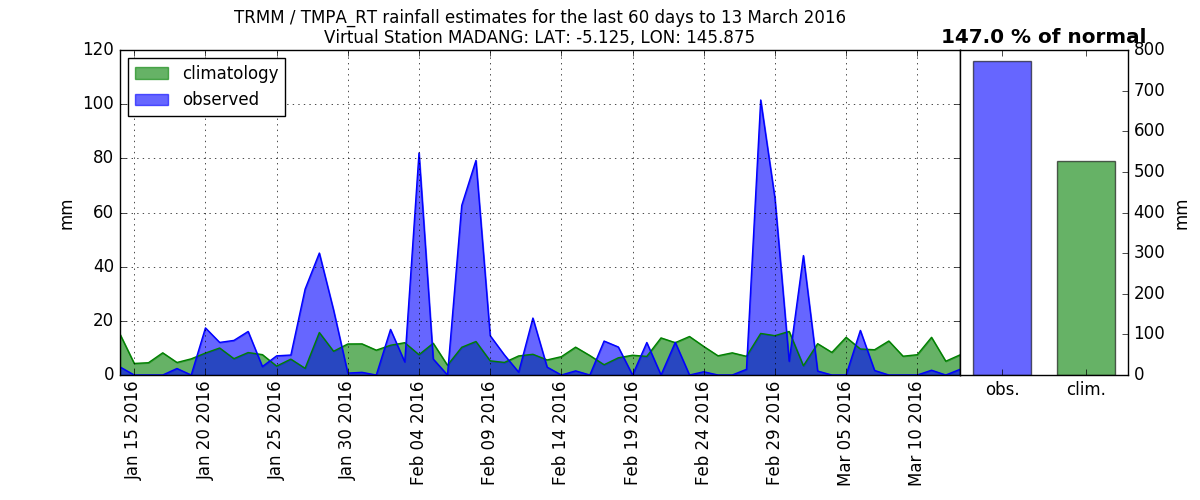 TRMM / TMPA_RT rainfall estimates for the last 60 days to 13 March 2016
Virtual Station MADANG: LAT: -5.125, LON: 145.875
147.0 % of normal
climatology
observed
mm
120
100
80
60
40
20
0
Jan 15 2016
Jan 20 2016
Jan 25 2016
Jan 30 2016
Feb 04 2016
Feb 09 2016
Feb 14 2016
Feb 19 2016
Feb 24 2016
Feb 29 2016
Mar 05 2016
Mar 10 2016
obs.
clim.
800
700
600
500
400
300
200
100
0
mm